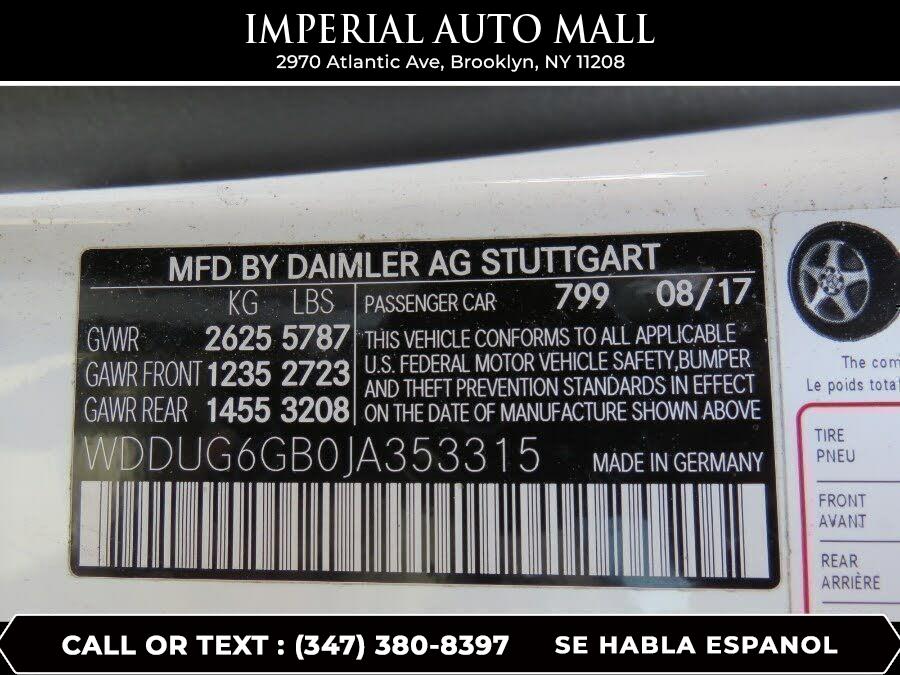 IMPERIAL AUTO MALL
2970 Atlantic Ave, Brooklyn, NY 11208
MFD BY DAIMLER AG STUTTGART
KG LBS
PASSENGER CAR 799 08/17
GVWR 2625 5787
GAWR FRONT 1235 2723
GAWR REAR 1455 3208
THIS VEHICLE CONFORMS TO ALL APPLICABLE
U.S. FEDERAL MOTOR VEHICLE SAFETY,BUMPER
AND THEFT PREVENTION STANDARDS IN EFFECT
ON THE DATE OF MANUFACTURE SHOWN ABOVE
WDDUG6GB0JA353315
MADE IN GERMANY
The com
Le poids tota
TIRE
PNEU
FRONT
AVANT
REAR
ARRIÈRE
CALL OR TEXT : (347) 380-8397
SE HABLA ESPANOL